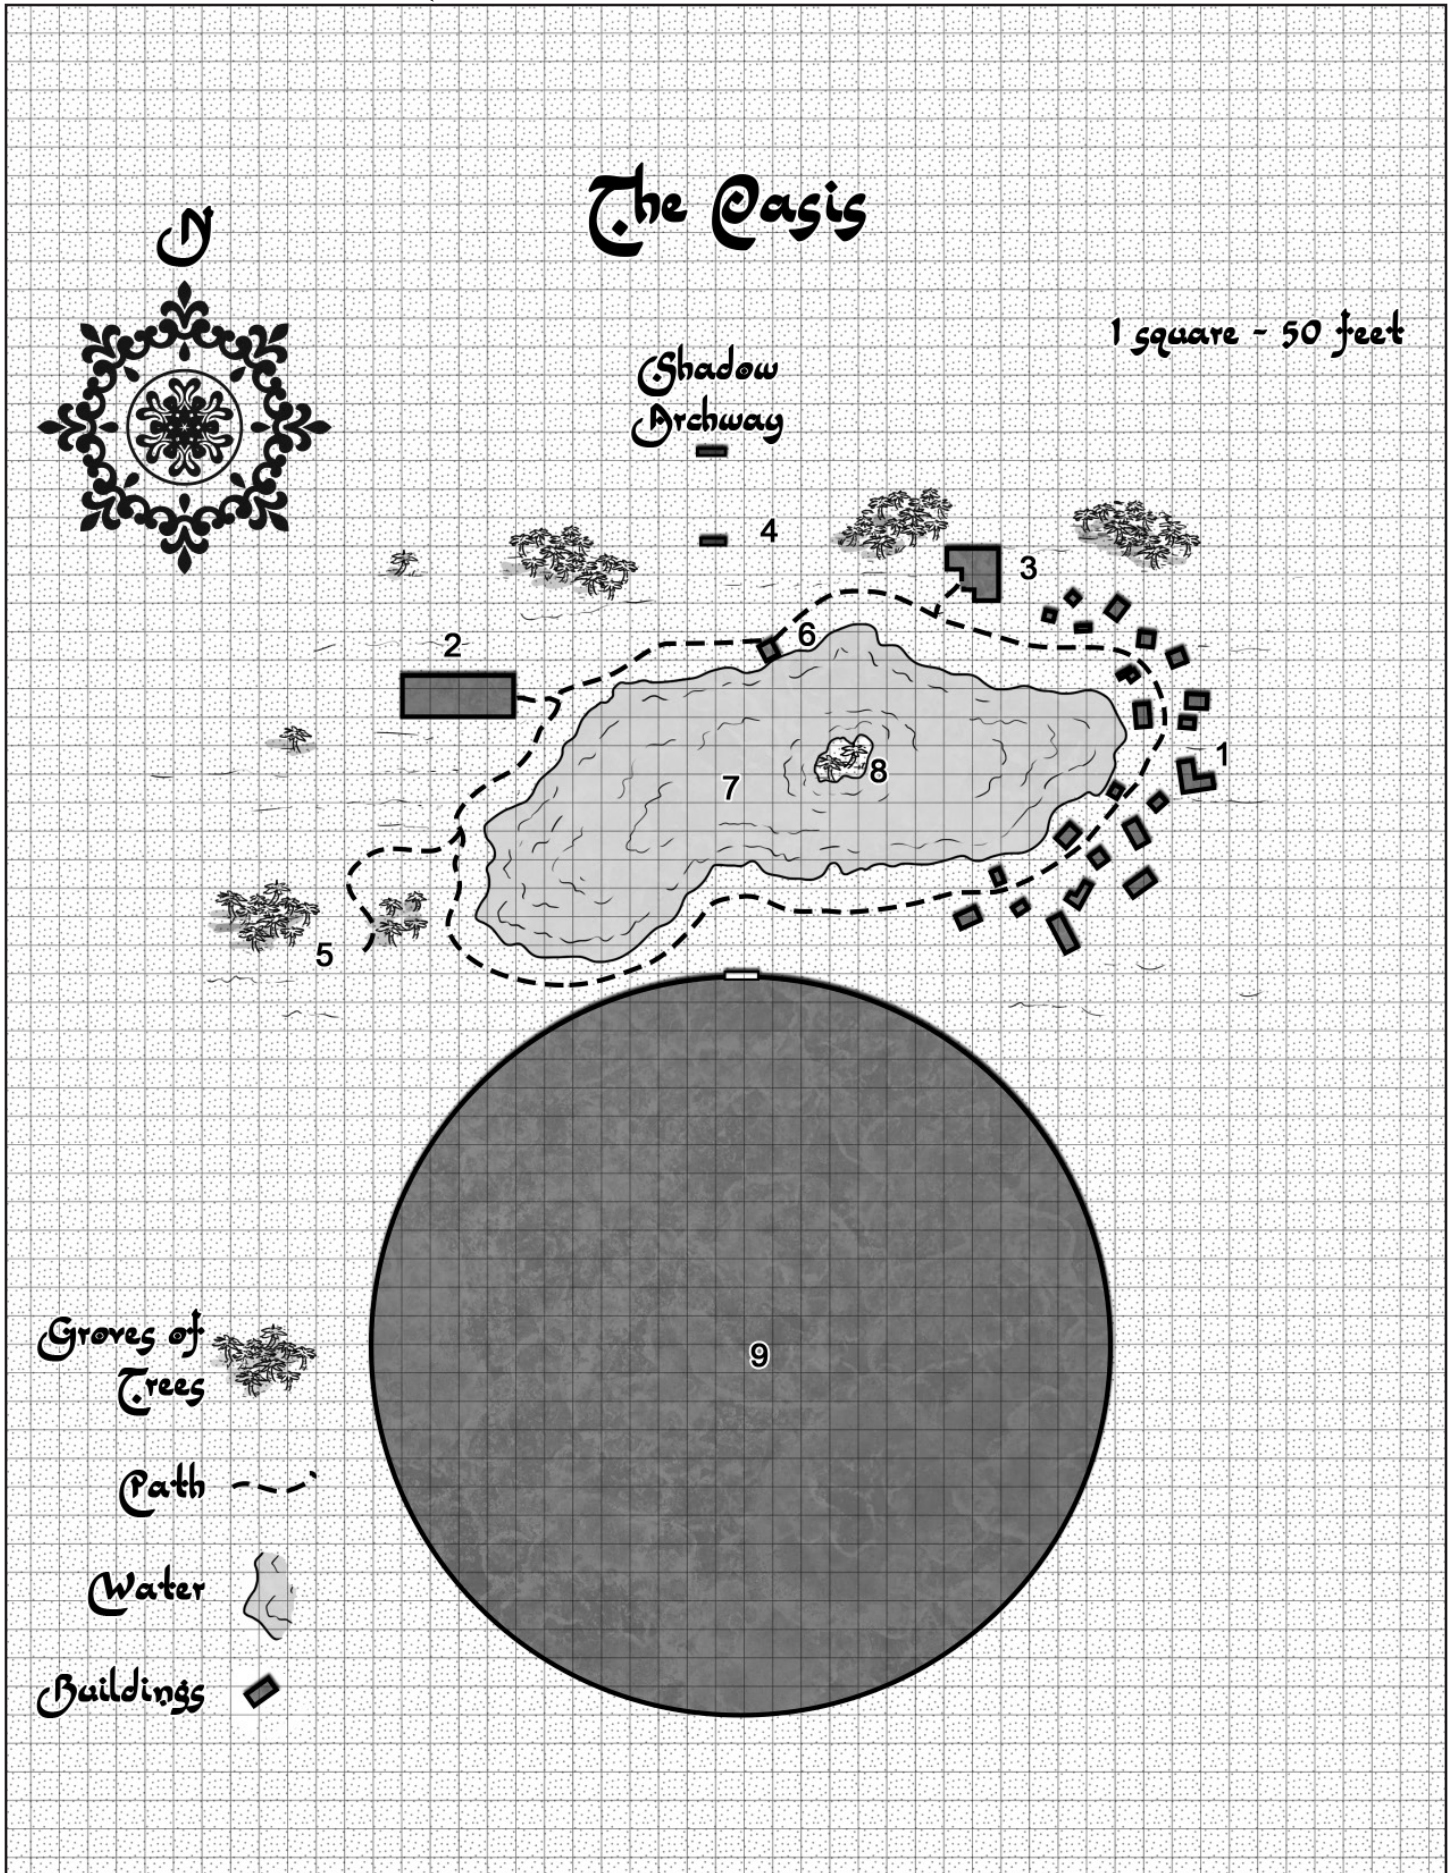 The Oasis
N
1 square - 50 feet
Shadow
Archway
4
3
6
2
1
8
7
5
9
Groves of
Trees
Path
Water
Buildings